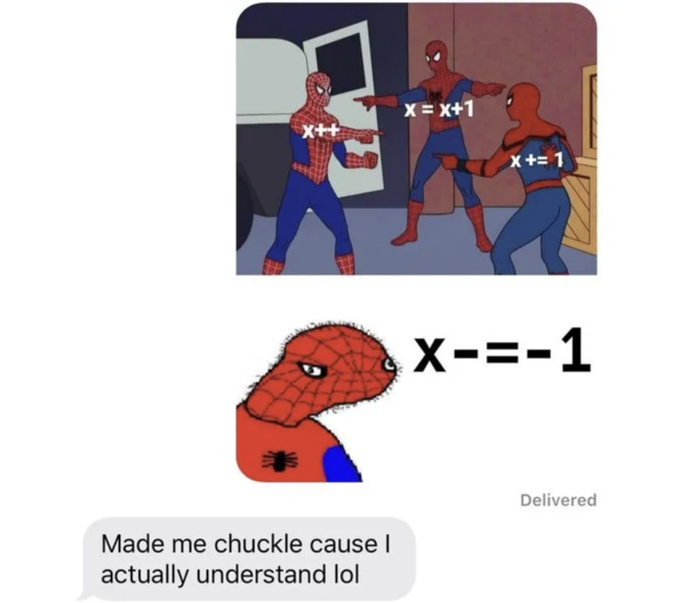 x++
x = x+1
x += 1
x-=-1
Delivered
Made me chuckle cause I
actually understand lol